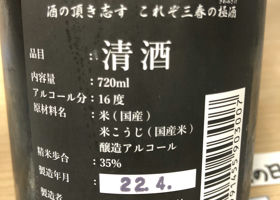 酒の頂き志す これぞ三春の極酒
品目 : 清酒
内容量 : 720ml
アルコール分 : 16度
原材料名 : 米(国産)
米こうじ(国産米)
醸造アルコール
精米歩合 : 35%
製造年月 : 22.4.
の日